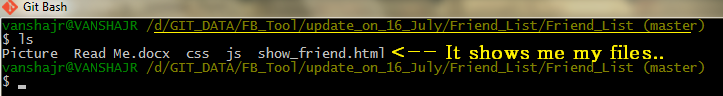 Git Bash
vanshajr@VANSHAJR /d/GIT_DATA/FB_Tool/update_on_16_July/Friend_List/Friend_List (master)
$ ls
Picture  Read Me.docx  css  js  show_friend.html <-- It shows me my files..
vanshajr@VANSHAJR /d/GIT_DATA/FB_Tool/update_on_16_July/Friend_List/Friend_List (master)
$